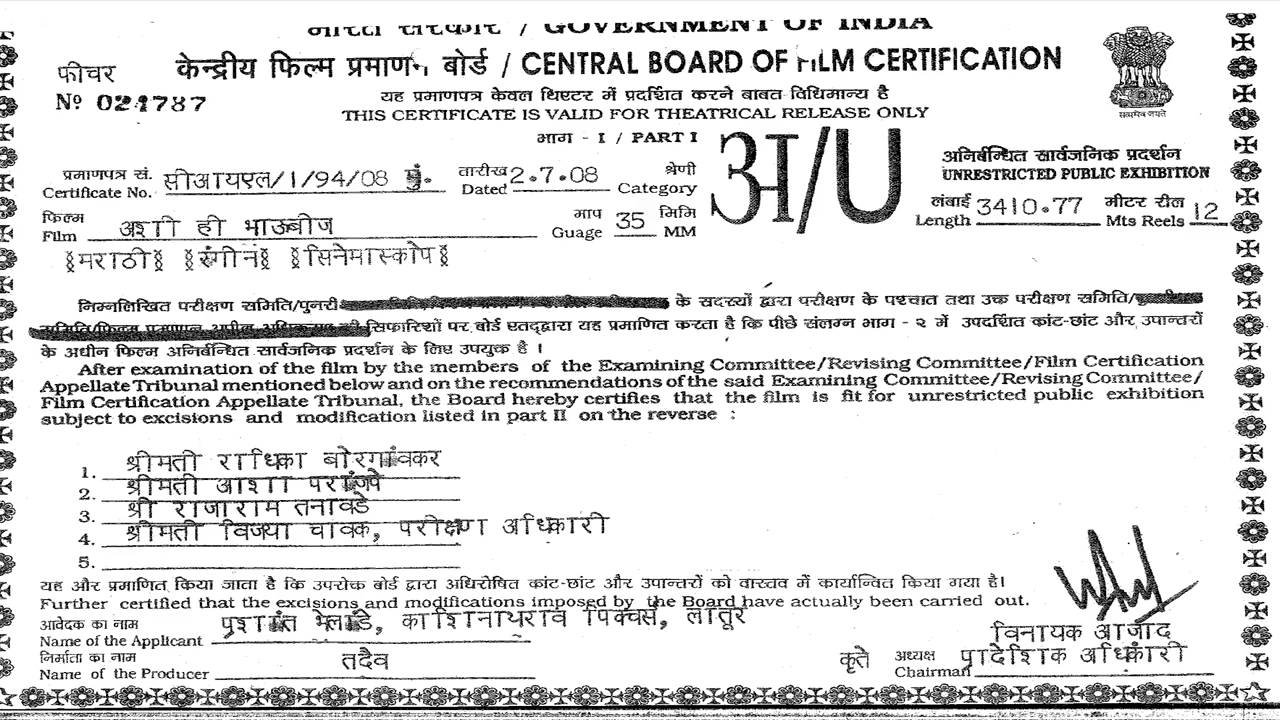 भारत सरकार / GOVERNMENT OF INDIA
फीचर
केन्द्रीय फिल्म प्रमाणन बोर्ड / CENTRAL BOARD OF FILM CERTIFICATION
Nº 021787
यह प्रमाणपत्र केवल थिएटर में प्रदर्शित करने बाबत विधिमान्य है
सत्यमेव जयते
THIS CERTIFICATE IS VALID FOR THEATRICAL RELEASE ONLY
भाग - I / PART I
अ/U
अनिर्बन्धित सार्वजनिक प्रदर्शन
UNRESTRICTED PUBLIC EXHIBITION
प्रमाणपत्र सं. सीआयएल/1/94/08 मुं. तारीख 2.7.08 श्रेणी
Certificate No. Dated Category
लंबाई 3410.77 मीटर रील 12
Length Mts Reels
फिल्म अशी ही भाऊबीज माप 35 मिमि
Film Guage MM
मराठी रंगीन सिनेमास्कोप
निम्नलिखित परीक्षण समिति/पुनरी के सदस्यों द्वारा परीक्षण के पश्चात तथा उक्त परीक्षण समिति/
सिफारिशों पर बोर्ड एतद्द्वारा यह प्रमाणित करता है कि पीछे संलग्न भाग - २ में उपदर्शित कांट-छांट और उपान्तरों
के अधीन फिल्म अनिर्बन्धित सार्वजनिक प्रदर्शन के लिए उपयुक्त है ।
After examination of the film by the members of the Examining Committee/Revising Committee/Film Certification
Appellate Tribunal mentioned below and on the recommendations of the said Examining Committee/Revising Committee/
Film Certification Appellate Tribunal, the Board hereby certifies that the film is fit for unrestricted public exhibition
subject to excisions and modification listed in part II on the reverse :
1. श्रीमती राधिका बोरगांवकर
2. श्रीमती आशा परांजपे
3. श्री राजाराम तनावडे
4. श्रीमती विजया चावक, परीक्षण अधिकारी
5.
यह और प्रमाणित किया जाता है कि उपरोक्त बोर्ड द्वारा अधिरोपित कांट-छांट और उपान्तरों को वास्तव में कार्यान्वित किया गया है।
Further certified that the excisions and modifications imposed by the Board have actually been carried out.
आवेदक का नाम प्रशांत भालाडे, काशिनाथराव पिक्चर्स, लातूर
Name of the Applicant
विनायक आजाद
निर्माता का नाम तदैव
Name of the Producer
कृते अध्यक्ष प्रादेशिक अधिकारी
Chairman